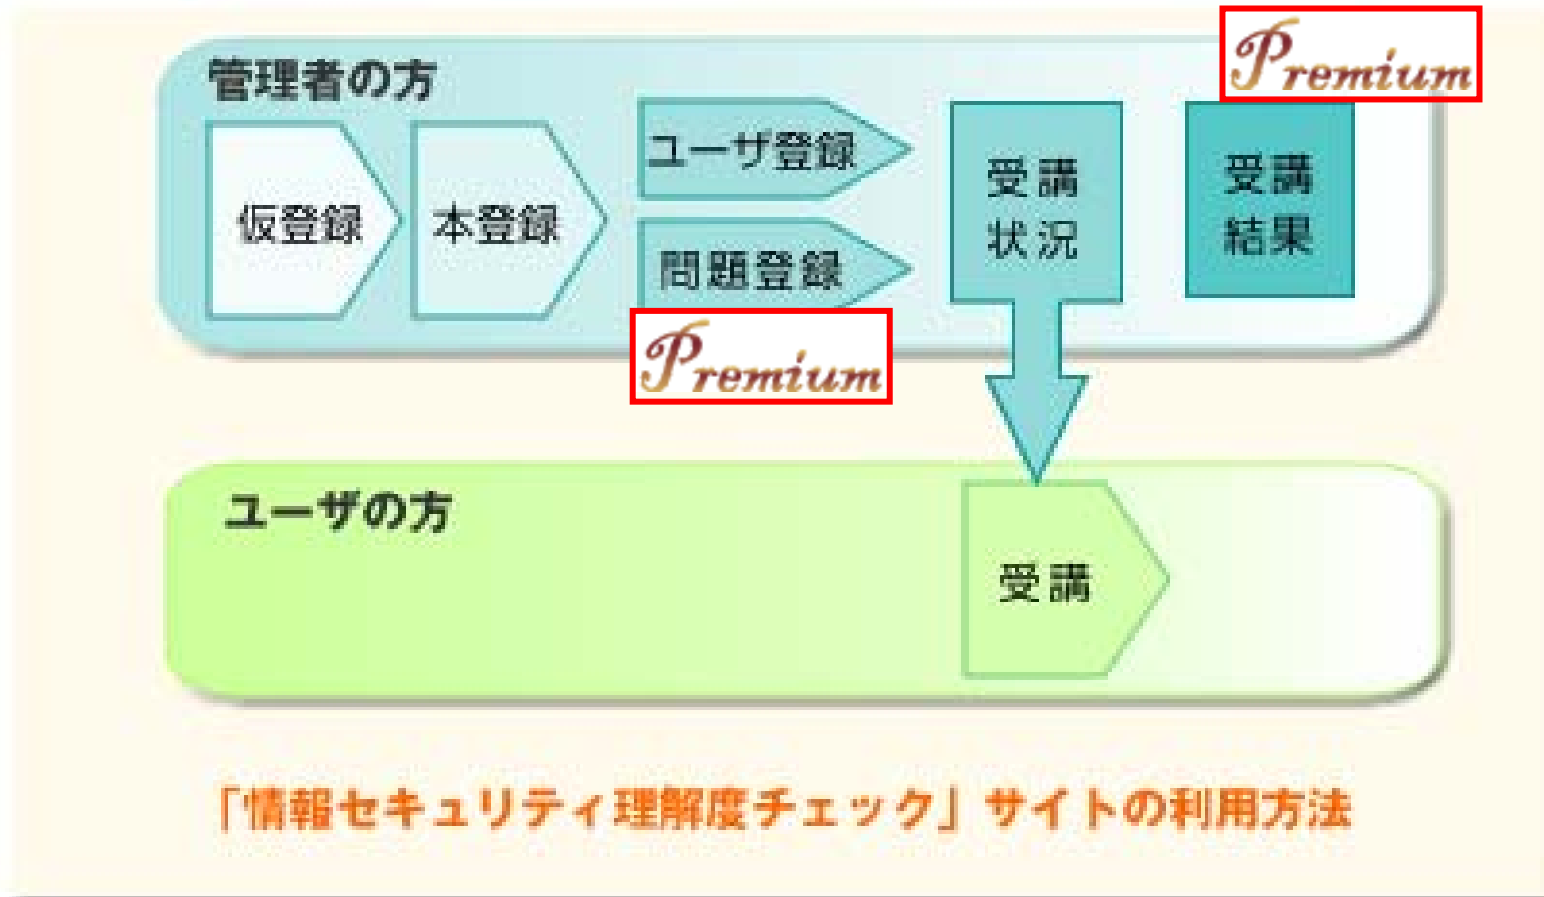 Premium
管理者の方
仮登録
本登録
ユーザ登録
問題登録
Premium
受講
状況
受講
結果
ユーザの方
受講
「情報セキュリティ理解度チェック」サイトの利用方法